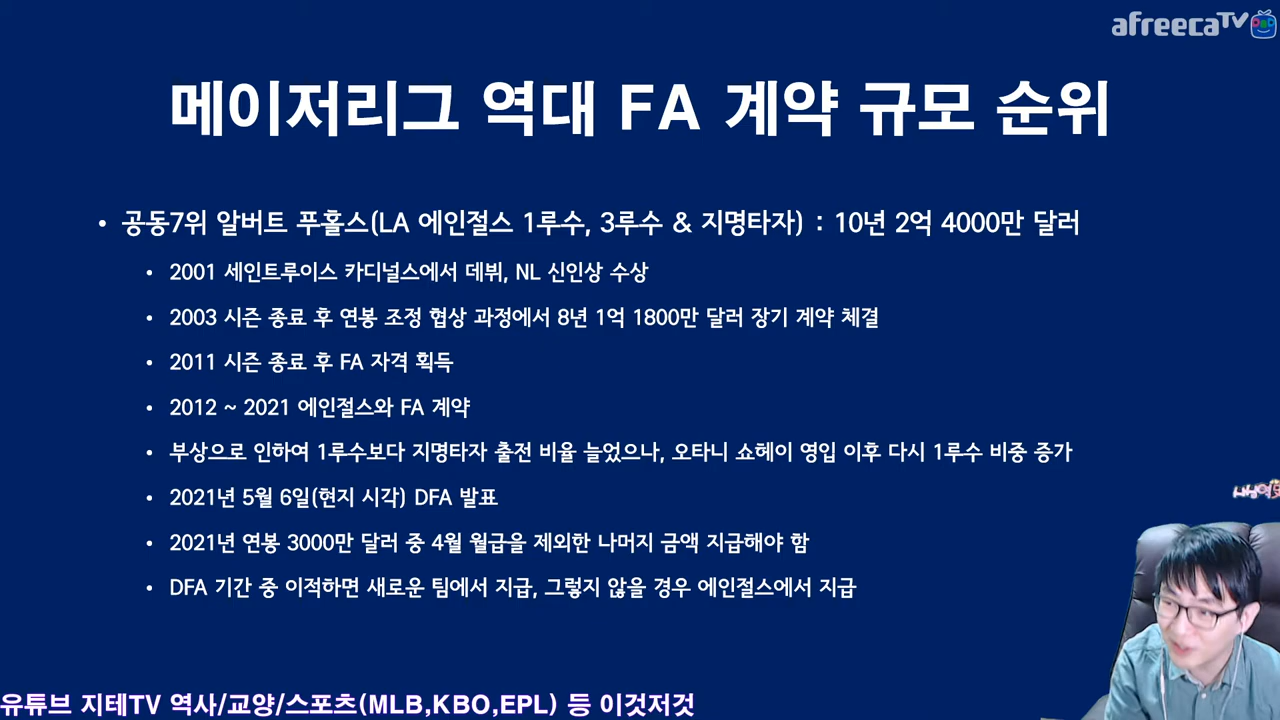 afreecaTV
메이저리그 역대 FA 계약 규모 순위
• 공동7위 알버트 푸홀스(LA 에인절스 1루수, 3루수 & 지명타자) : 10년 2억 4000만 달러
• 2001 세인트루이스 카디널스에서 데뷔, NL 신인상 수상
• 2003 시즌 종료 후 연봉 조정 협상 과정에서 8년 1억 1800만 달러 장기 계약 체결
• 2011 시즌 종료 후 FA 자격 획득
• 2012 ~ 2021 에인절스와 FA 계약
• 부상으로 인하여 1루수보다 지명타자 출전 비율 늘었으나, 오타니 쇼헤이 영입 이후 다시 1루수 비중 증가
• 2021년 5월 6일(현지 시각) DFA 발표
• 2021년 연봉 3000만 달러 중 4월 월급을 제외한 나머지 금액 지급해야 함
• DFA 기간 중 이적하면 새로운 팀에서 지급, 그렇지 않을 경우 에인절스에서 지급
유튜브 지테TV 역사/교양/스포츠(MLB,KBO,EPL) 등 이것저것